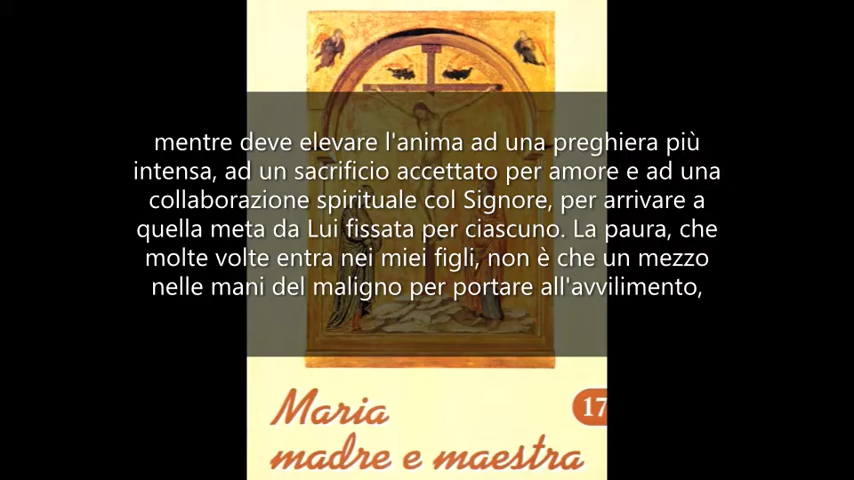 mentre deve elevare l'anima ad una preghiera più
intensa, ad un sacrificio accettato per amore e ad una
collaborazione spirituale col Signore, per arrivare a
quella meta da Lui fissata per ciascuno. La paura, che
molte volte entra nei miei figli, non è che un mezzo
nelle mani del maligno per portare all'avvilimento,
Maria
17
madre e maestra